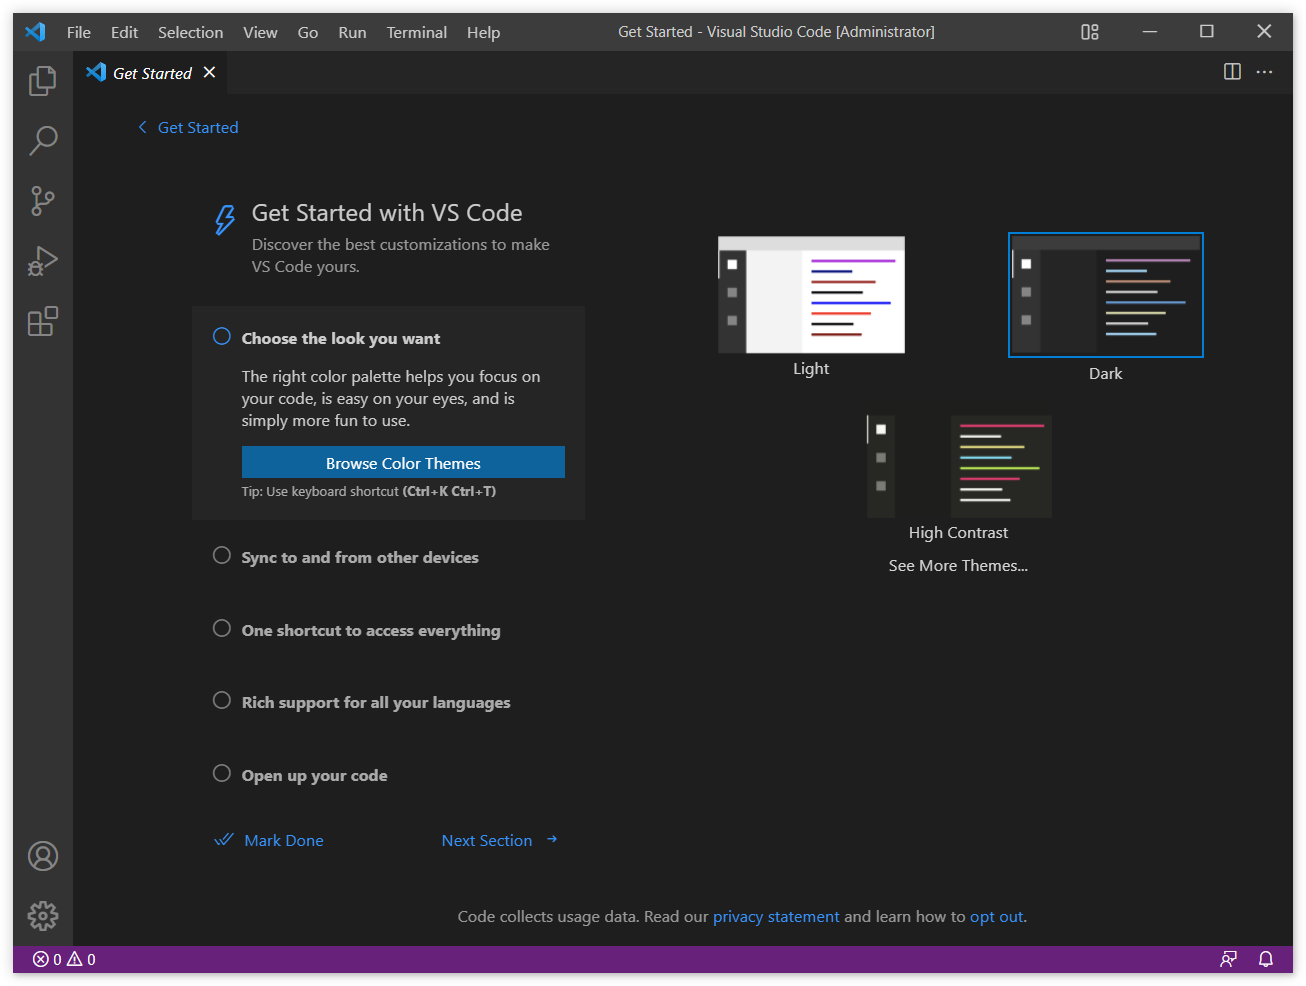 File Edit Selection View Go Run Terminal Help Get Started - Visual Studio Code [Administrator]
Get Started
Get Started
Get Started with VS Code
Discover the best customizations to make
VS Code yours.
Choose the look you want
The right color palette helps you focus on
your code, is easy on your eyes, and is
simply more fun to use.
Browse Color Themes
Tip: Use keyboard shortcut (Ctrl+K Ctrl+T)
Sync to and from other devices
One shortcut to access everything
Rich support for all your languages
Open up your code
Mark Done Next Section
Light
Dark
High Contrast
See More Themes...
Code collects usage data. Read our privacy statement and learn how to opt out.
0 0